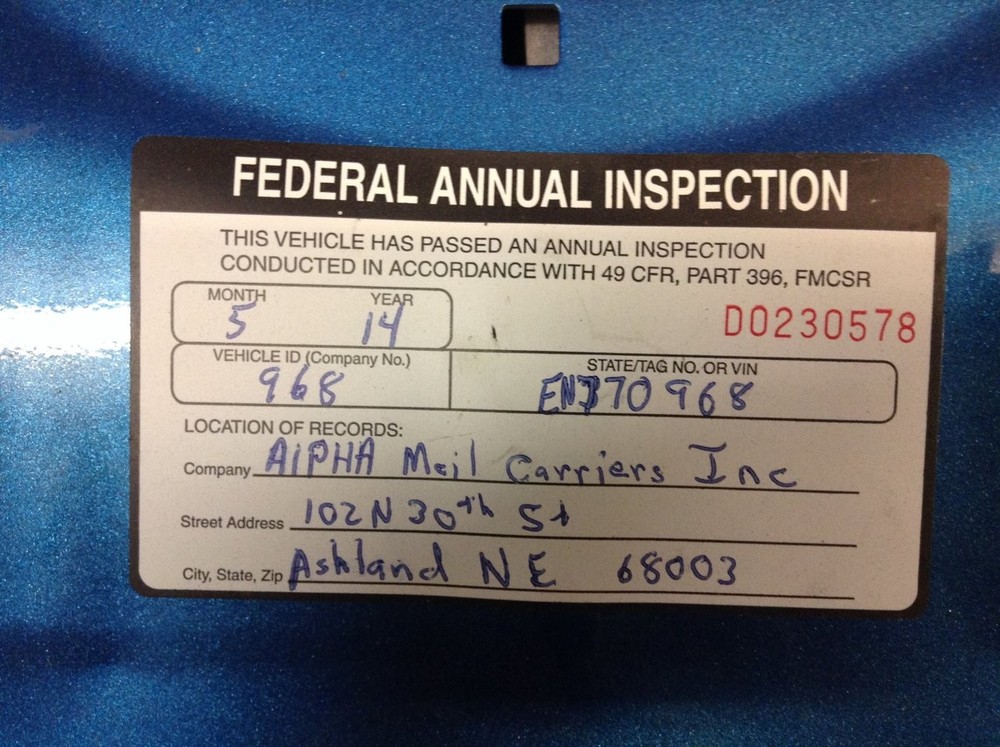 FEDERAL ANNUAL INSPECTION
THIS VEHICLE HAS PASSED AN ANNUAL INSPECTION
CONDUCTED IN ACCORDANCE WITH 49 CFR, PART 396, FMCSR
MONTH YEAR
5 14
D0230578
VEHICLE ID (Company No.)
968
STATE/TAG NO. OR VIN
LOCATION OF RECORDS:
Company AlPHA Mail Carriers Inc
Street Address 102 N 30th St
City, State, Zip Ashland NE 68003